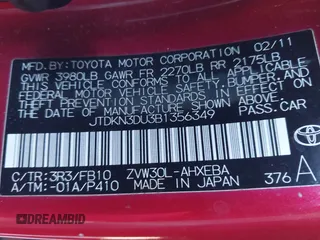 MFD.BY:TOYOTA MOTOR CORPORATION 02/11
GVWR 3980LB GAWR FR 2270LB RR 2175LB
THIS VEHICLE CONFORMS TO ALL APPLICABLE
FEDERAL MOTOR VEHICLE SAFETY, BUMPER, AND
THEFT PREVENTION STANDARDS IN EFFECT ON
THE DATE OF MANUFACTURE SHOWN ABOVE.
JTDKN3DU3B1356349
C/TR:3R3/FB10 ZVW30L-AHXEBA
A/TM:-01A/P410 MADE IN JAPAN 376 A
TOYOTA
DREAMBID